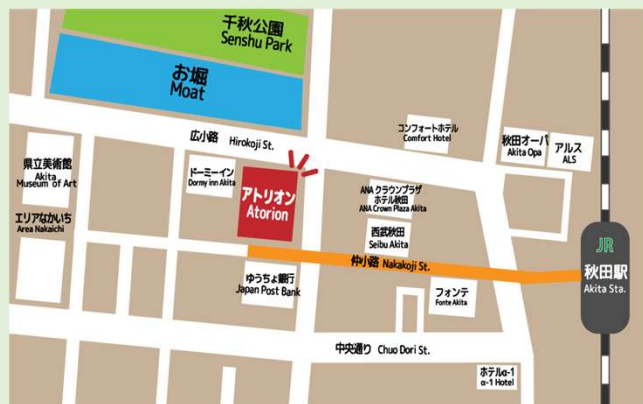 千秋公園
Senshu Park
お堀
Moat
広小路 Hirokoji St.
コンフォートホテル
Comfort Hotel
秋田オーパ
Akita Opa
アルス
ALS
県立美術館
Akita
Museum of Art
ドーミーイン
Dormy inn Akita
アトリオン
Atorion
ANA クラウンプラザ
ホテル秋田
ANA Crown Plaza Akita
エリアなかいち
Area Nakaichi
西武秋田
Seibu Akita
JR
秋田駅
Akita Sta.
仲小路 Nakakoji St.
ゆうちょ銀行
Japan Post Bank
フォンテ
Fonte Akita
中央通り Chuo Dori St.
ホテルα-1
α-1 Hotel